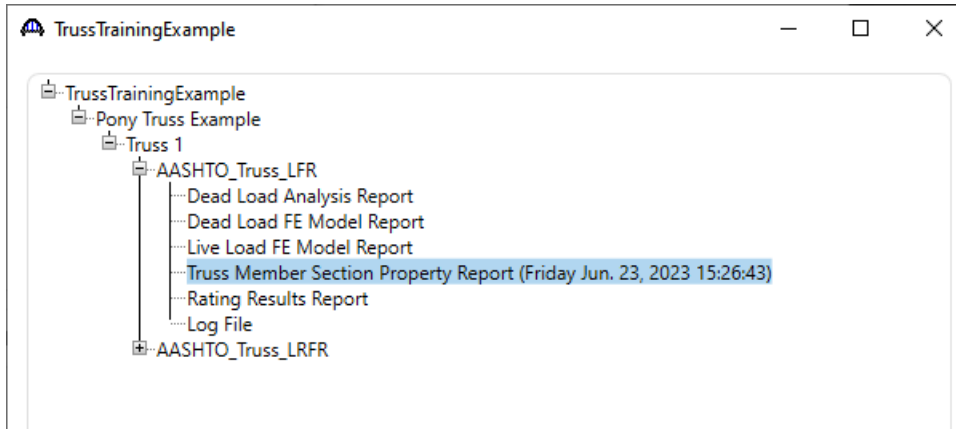 TrussTrainingExample
TrussTrainingExample
Pony Truss Example
Truss 1
AASHTO_Truss_LFR
Dead Load Analysis Report
Dead Load FE Model Report
Live Load FE Model Report
Truss Member Section Property Report (Friday Jun. 23, 2023 15:26:43)
Rating Results Report
Log File
AASHTO_Truss_LRFR